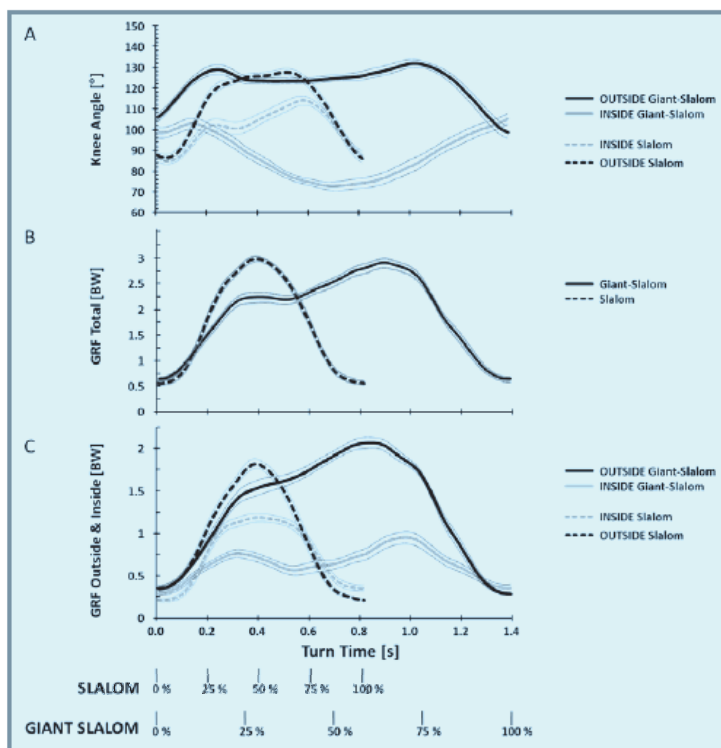 A
Knee Angle [°]
150
140
130
120
110
100
90
80
70
60
OUTSIDE Giant-Slalom
INSIDE Giant-Slalom
INSIDE Slalom
OUTSIDE Slalom
B
GRF Total [BW]
3
2.5
2
1.5
1
0.5
0
Giant-Slalom
Slalom
C
GRF Outside & Inside [BW]
2
1.5
1
0.5
0
OUTSIDE Giant-Slalom
INSIDE Giant-Slalom
INSIDE Slalom
OUTSIDE Slalom
0.0 0.2 0.4 0.6 0.8 1.0 1.2 1.4
Turn Time [s]
SLALOM 0 % 25 % 50 % 75 % 100 %
GIANT SLALOM 0 % 25 % 50 % 75 % 100 %